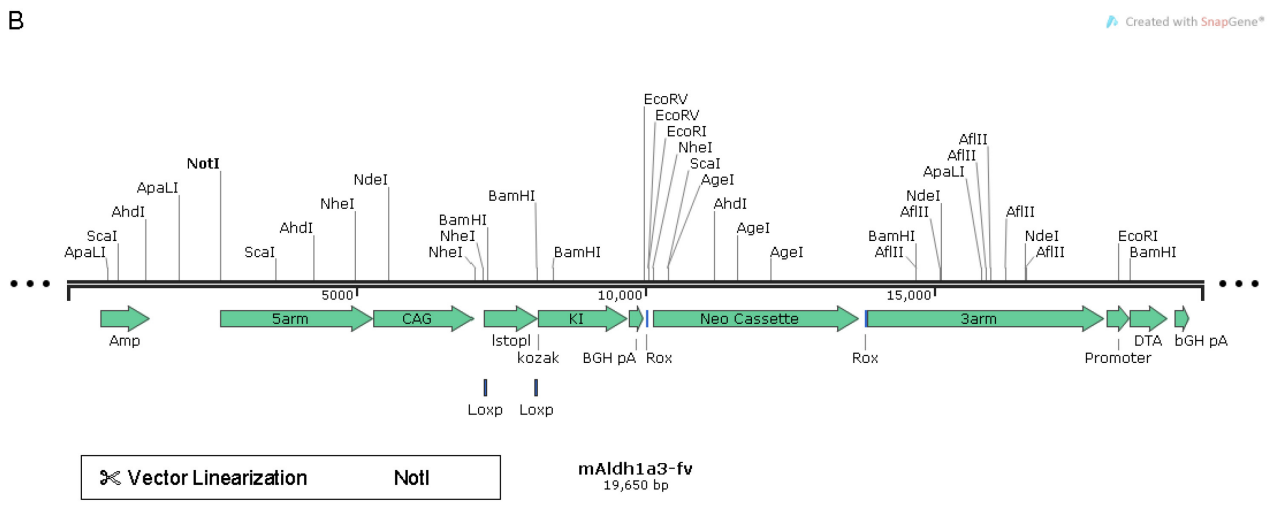 B
Created with SnapGene®
EcoRV
EcoRV
EcoRI
AflII
NheI
AflII
NotI
ScaI
ApaLI
NdeI
AgeI
ApaLI
BamHI
NdeI
AhdI
NheI
AhdI
AflII
AflII
BamHI
AhdI
AgeI
ScaI
NheI
BamHI
NdeI
EcoRI
ApaLI
ScaI
NheI
BamHI
AgeI
AflII
AflII
BamHI
5000
10,000
15,000
5arm
CAG
KI
Neo Cassette
3arm
Amp
lstopl
DTA
bGH pA
kozak
BGH pA
Rox
Rox
Promoter
Loxp
Loxp
Vector Linearization NotI
mAldh1a3-fv
19,650 bp